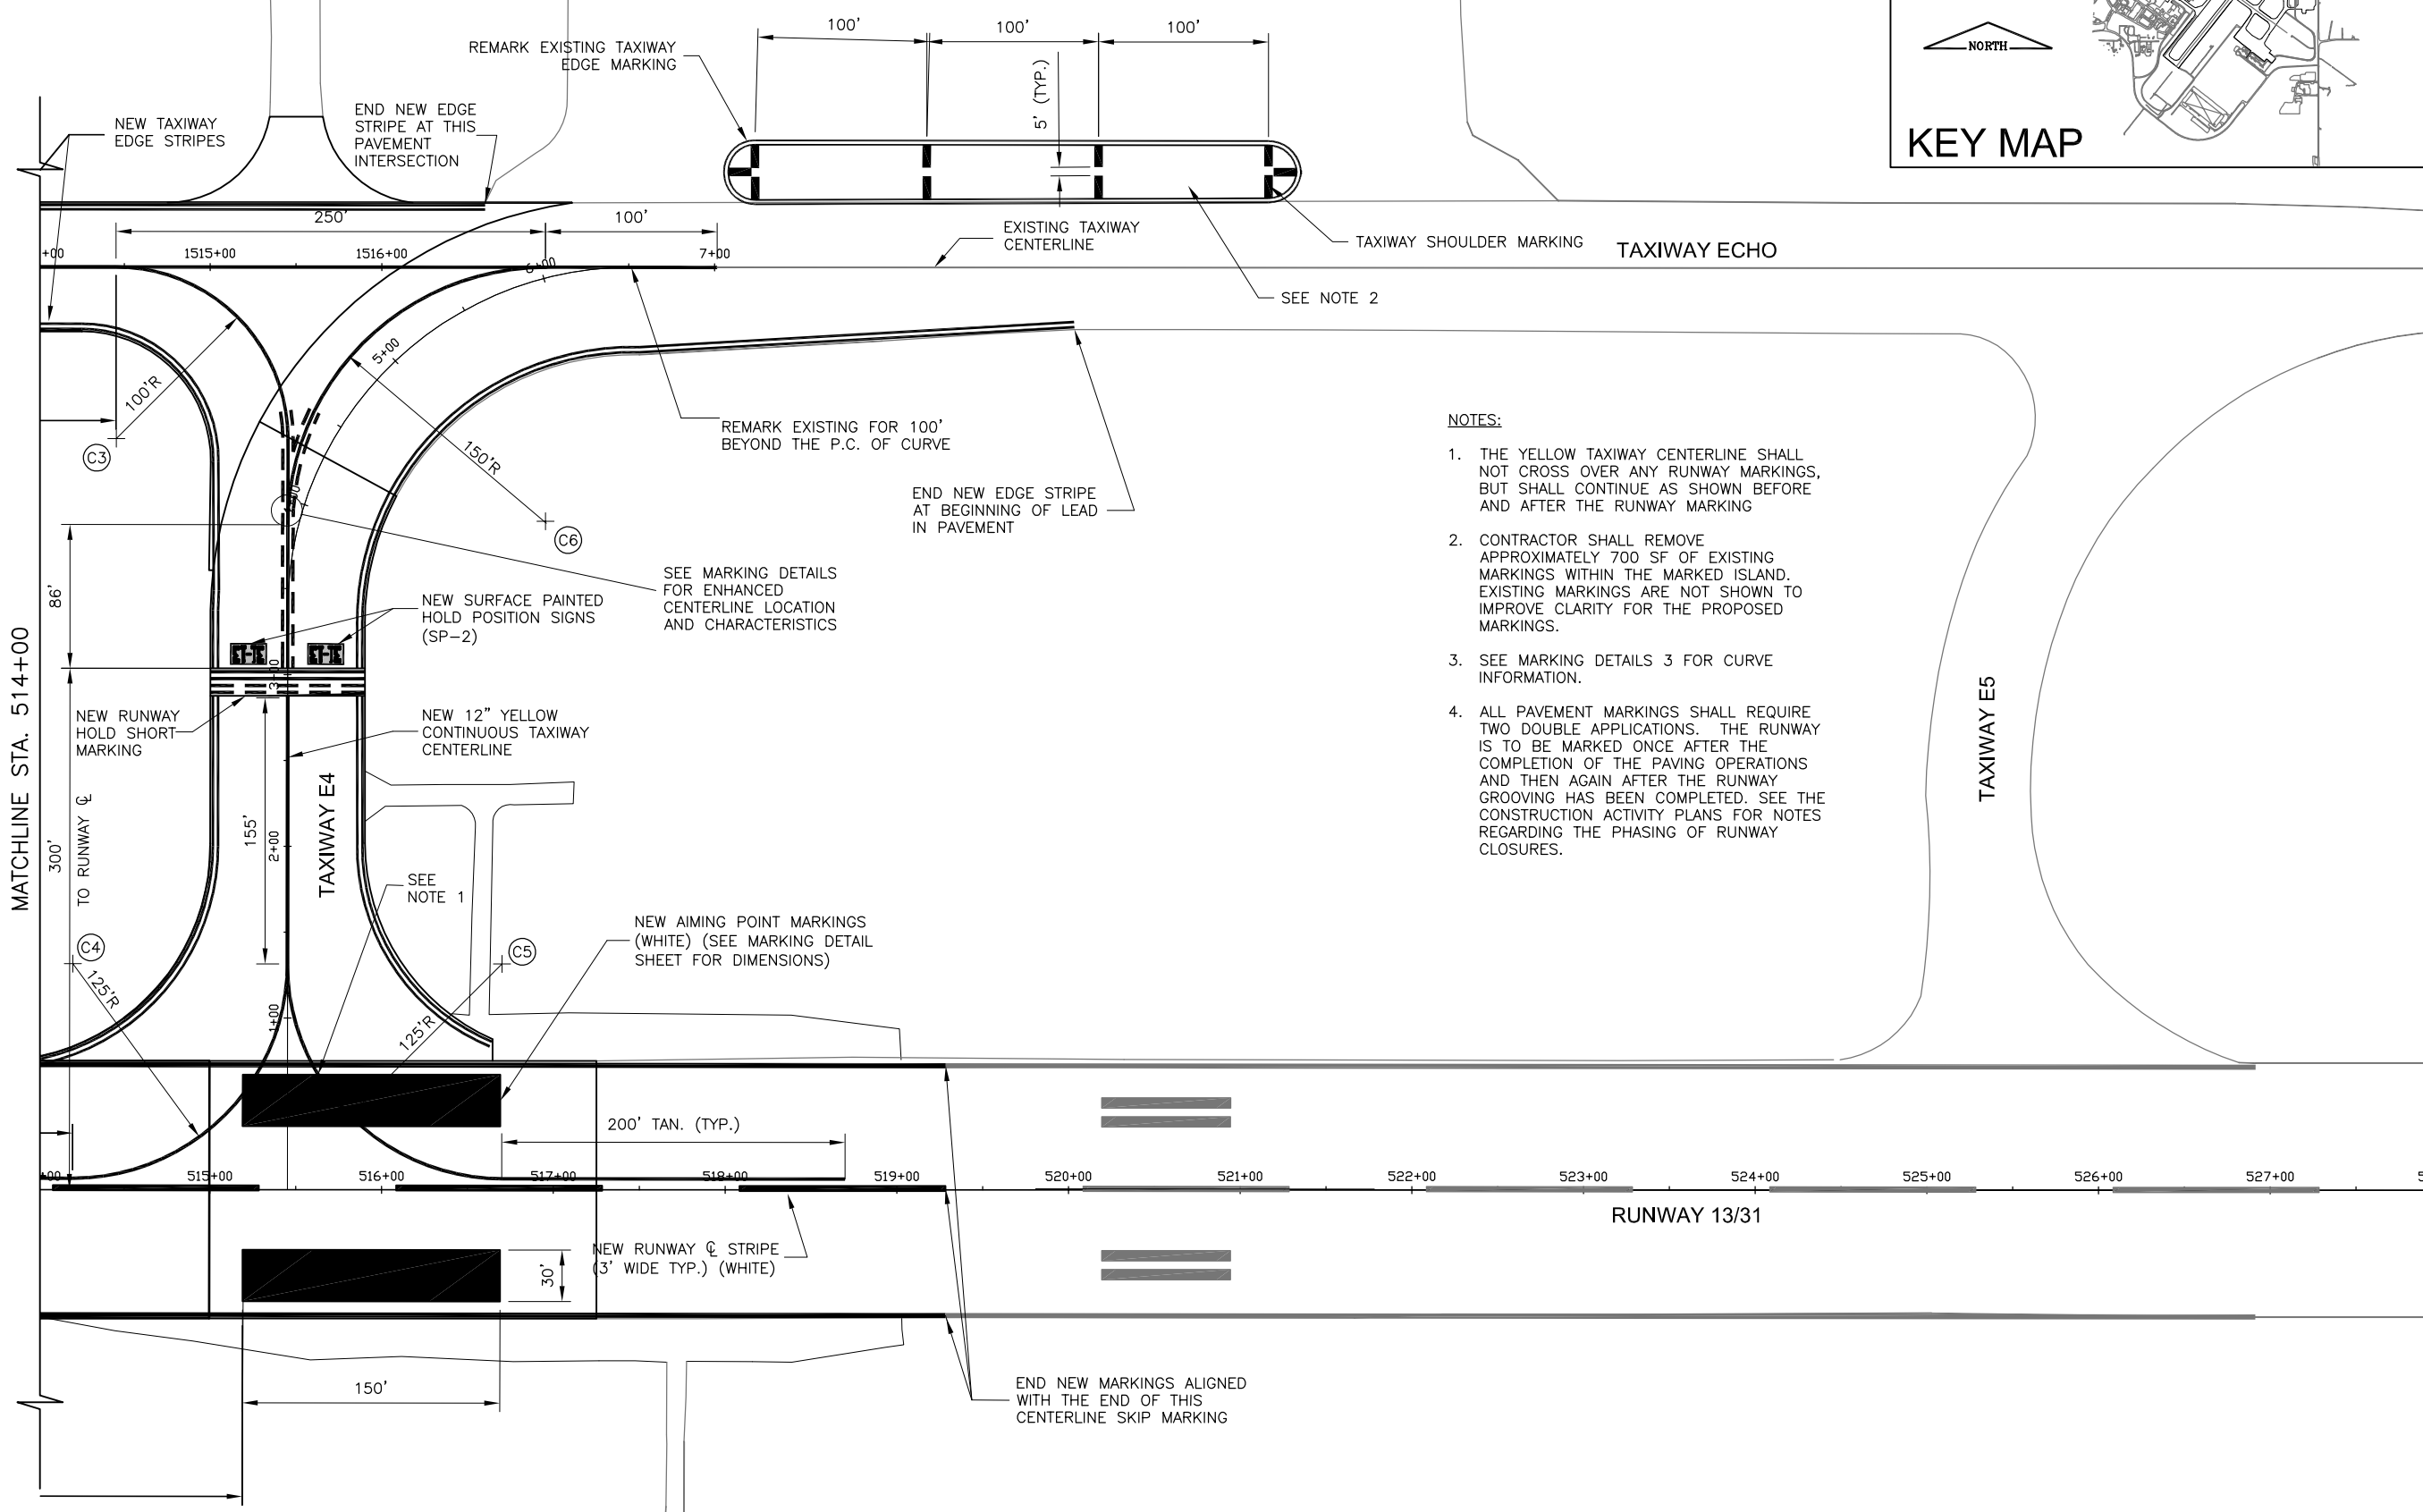 100'
100'
100'
REMARK EXISTING TAXIWAY
EDGE MARKING
5' (TYP.)
NORTH
KEY MAP
NEW TAXIWAY
EDGE STRIPES
END NEW EDGE
STRIPE AT THIS
PAVEMENT
INTERSECTION
250'
100'
+00
1515+00
1516+00
6+00
7+00
EXISTING TAXIWAY
CENTERLINE
TAXIWAY SHOULDER MARKING
TAXIWAY ECHO
SEE NOTE 2
100'R
C3
5+00
150'R
C6
REMARK EXISTING FOR 100'
BEYOND THE P.C. OF CURVE
END NEW EDGE STRIPE
AT BEGINNING OF LEAD
IN PAVEMENT
NOTES:
1. THE YELLOW TAXIWAY CENTERLINE SHALL
NOT CROSS OVER ANY RUNWAY MARKINGS,
BUT SHALL CONTINUE AS SHOWN BEFORE
AND AFTER THE RUNWAY MARKING
2. CONTRACTOR SHALL REMOVE
APPROXIMATELY 700 SF OF EXISTING
MARKINGS WITHIN THE MARKED ISLAND.
EXISTING MARKINGS ARE NOT SHOWN TO
IMPROVE CLARITY FOR THE PROPOSED
MARKINGS.
3. SEE MARKING DETAILS 3 FOR CURVE
INFORMATION.
4. ALL PAVEMENT MARKINGS SHALL REQUIRE
TWO DOUBLE APPLICATIONS. THE RUNWAY
IS TO BE MARKED ONCE AFTER THE
COMPLETION OF THE PAVING OPERATIONS
AND THEN AGAIN AFTER THE RUNWAY
GROOVING HAS BEEN COMPLETED. SEE THE
CONSTRUCTION ACTIVITY PLANS FOR NOTES
REGARDING THE PHASING OF RUNWAY
CLOSURES.
86'
SEE MARKING DETAILS
FOR ENHANCED
CENTERLINE LOCATION
AND CHARACTERISTICS
NEW SURFACE PAINTED
HOLD POSITION SIGNS
(SP-2)
MATCHLINE STA. 514+00
3+00
NEW RUNWAY
HOLD SHORT
MARKING
NEW 12" YELLOW
CONTINUOUS TAXIWAY
CENTERLINE
300'
TO RUNWAY ℄
155'
2+00
TAXIWAY E4
TAXIWAY E5
SEE
NOTE 1
C4
125'R
C5
125'R
1+00
NEW AIMING POINT MARKINGS
(WHITE) (SEE MARKING DETAIL
SHEET FOR DIMENSIONS)
200' TAN. (TYP.)
+00
515+00
516+00
517+00
518+00
519+00
520+00
521+00
522+00
523+00
524+00
525+00
526+00
527+00
5
RUNWAY 13/31
NEW RUNWAY ℄ STRIPE
(3' WIDE TYP.) (WHITE)
30'
150'
END NEW MARKINGS ALIGNED
WITH THE END OF THIS
CENTERLINE SKIP MARKING